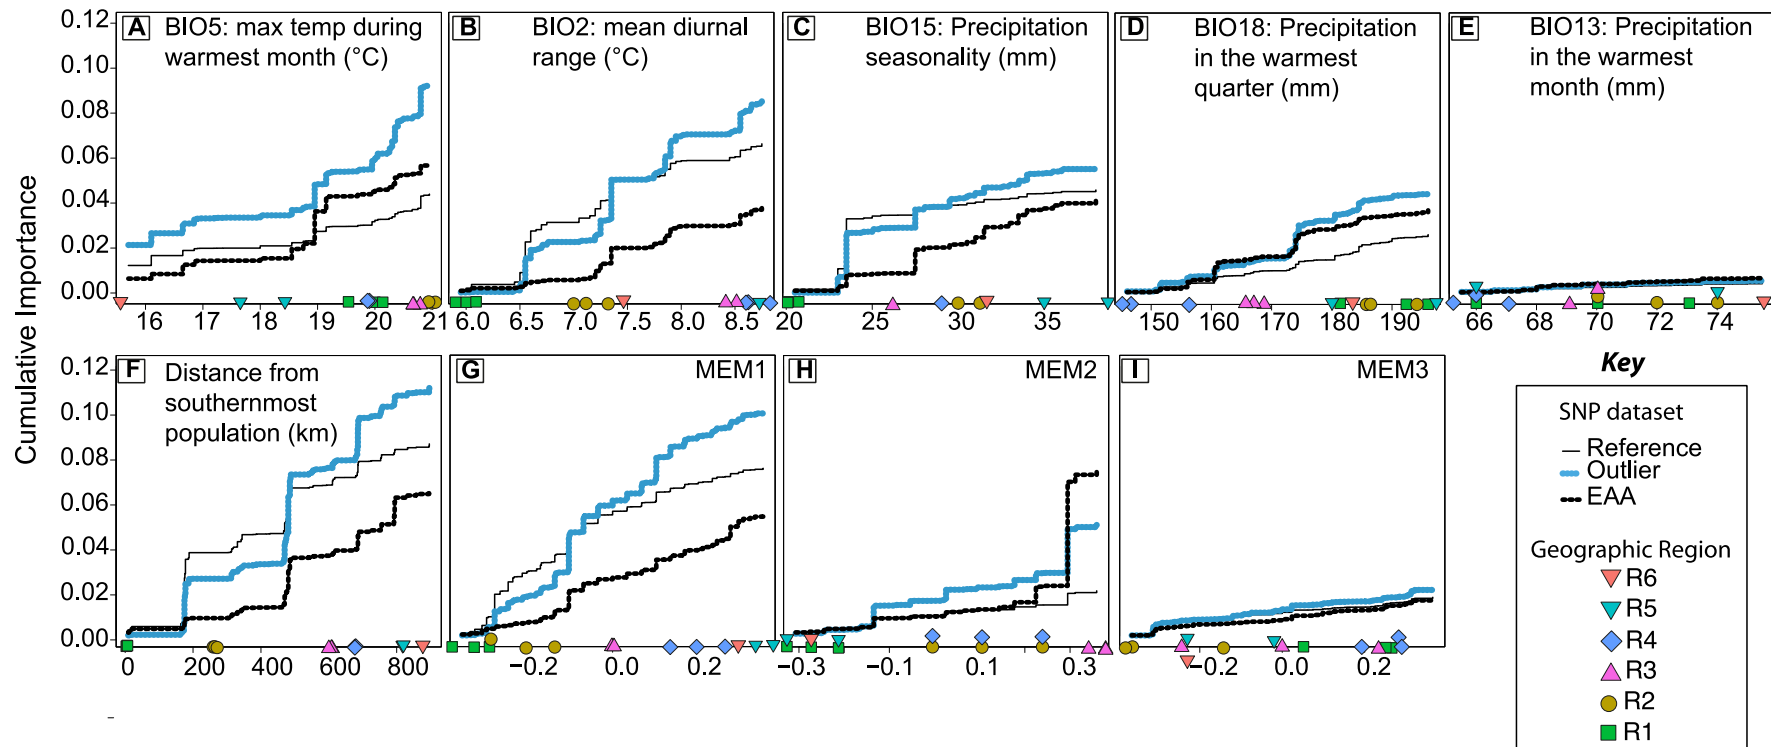 Cumulative Importance
0.12
0.10
0.08
0.06
0.04
0.02
0.00
A BIO5: max temp during
warmest month (°C)
16 17 18 19 20 21
B BIO2: mean diurnal
range (°C)
6.0 6.5 7.0 7.5 8.0 8.5
C BIO15: Precipitation
seasonality (mm)
20 25 30 35
D BIO18: Precipitation
in the warmest
quarter (mm)
150 160 170 180 190
E BIO13: Precipitation
in the warmest
month (mm)
66 68 70 72 74
0.12
0.10
0.08
0.06
0.04
0.02
0.00
F Distance from
southernmost
population (km)
0 200 400 600 800
G MEM1
−0.2 0.0 0.2
H MEM2
−0.3 −0.1 0.1 0.3
I MEM3
−0.2 0.0 0.2
Key
SNP dataset
Reference
Outlier
EAA
Geographic Region
R6
R5
R4
R3
R2
R1